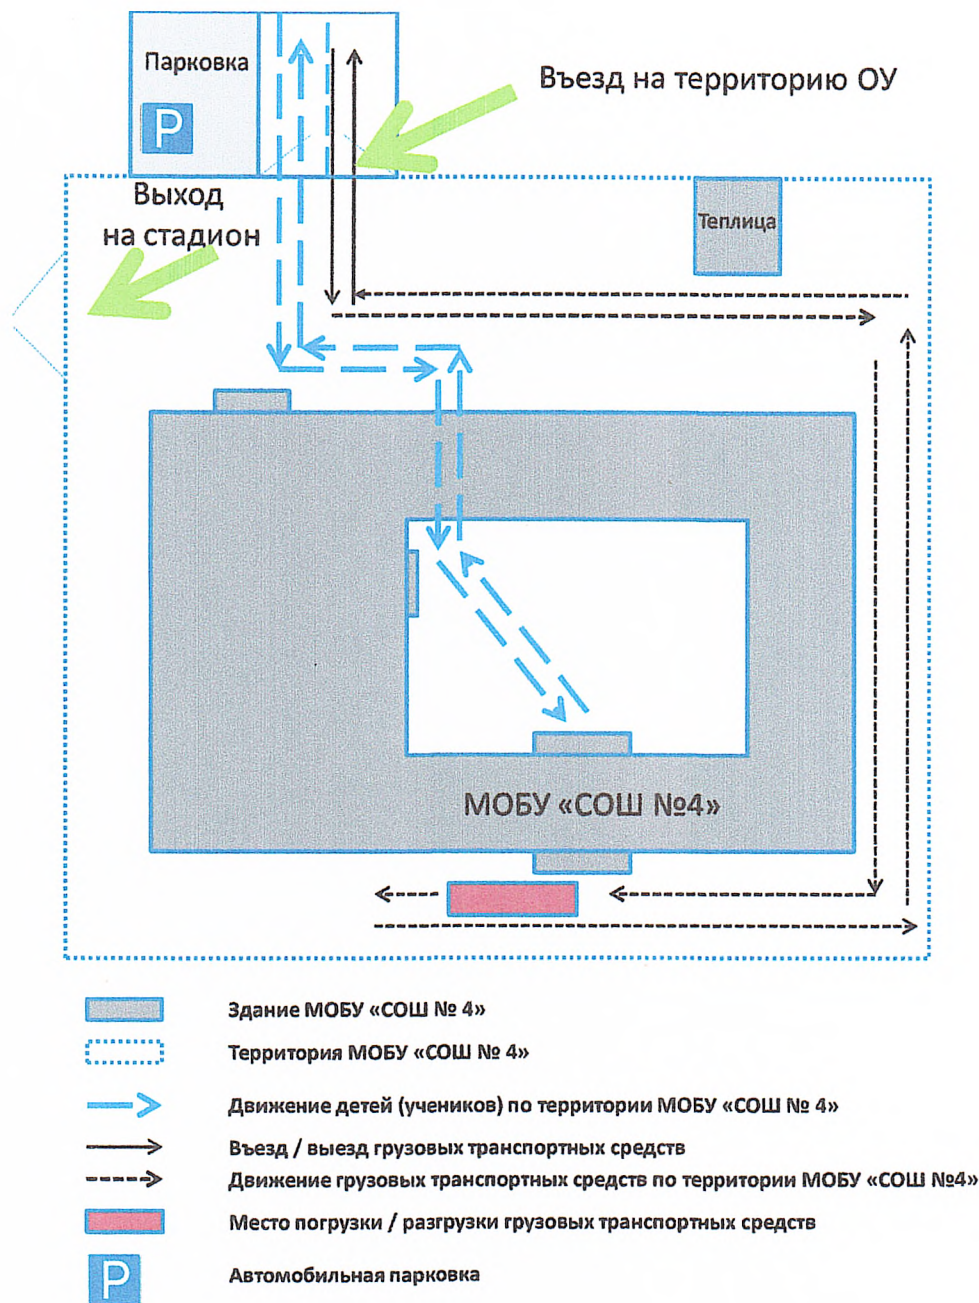 Парковка
P
Въезд на территорию ОУ
Выход
на стадион
Теплица
МОБУ «СОШ №4»
Здание МОБУ «СОШ № 4»
Территория МОБУ «СОШ № 4»
Движение детей (учеников) по территории МОБУ «СОШ № 4»
Въезд / выезд грузовых транспортных средств
Движение грузовых транспортных средств по территории МОБУ «СОШ №4»
Место погрузки / разгрузки грузовых транспортных средств
P
Автомобильная парковка